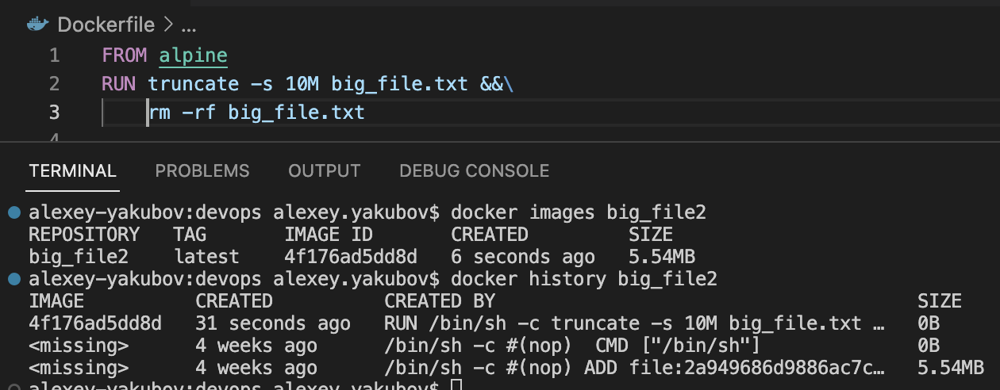 Dockerfile > ...
1 FROM alpine
2 RUN truncate -s 10M big_file.txt &&\
3 rm -rf big_file.txt
4
TERMINAL PROBLEMS OUTPUT DEBUG CONSOLE
alexey-yakubov:devops alexey.yakubov$ docker images big_file2
REPOSITORY TAG IMAGE ID CREATED SIZE
big_file2 latest 4f176ad5dd8d 6 seconds ago 5.54MB
alexey-yakubov:devops alexey.yakubov$ docker history big_file2
IMAGE CREATED CREATED BY SIZE
4f176ad5dd8d 31 seconds ago RUN /bin/sh -c truncate -s 10M big_file.txt … 0B
<missing> 4 weeks ago /bin/sh -c #(nop) CMD ["/bin/sh"] 0B
<missing> 4 weeks ago /bin/sh -c #(nop) ADD file:2a949686d9886ac7c… 5.54MB
alexey-yakubov:devops alexey.yakubov$